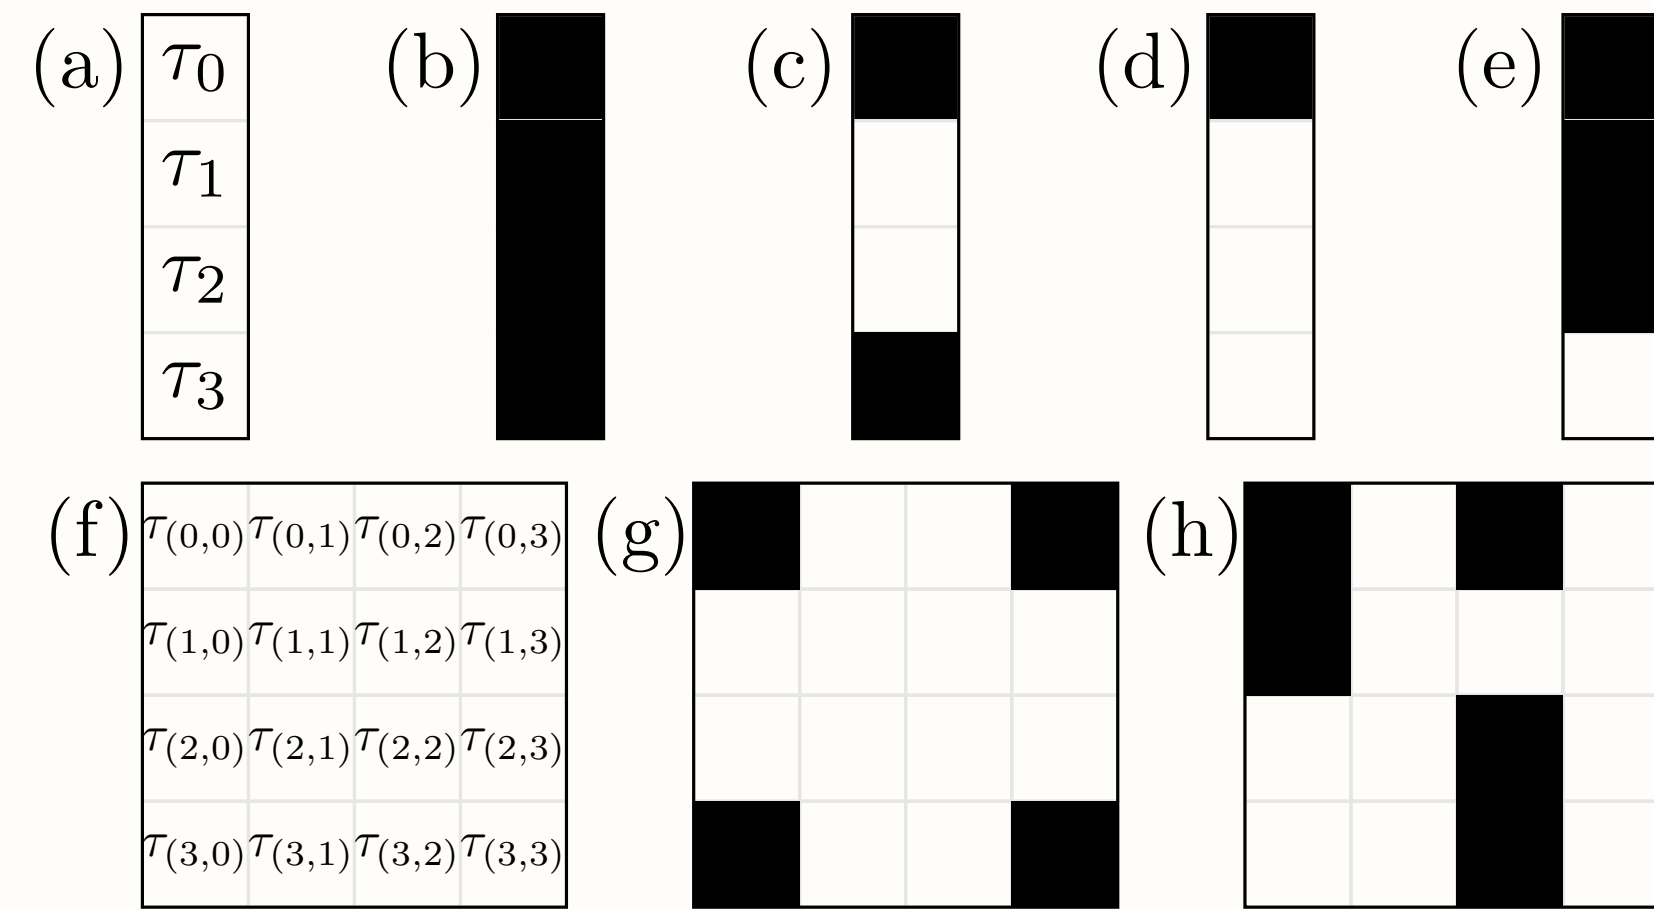 (a) τ₀ (b) (c) (d) (e)
τ₁
τ₂
τ₃
(f) τ₍₀,₀₎ τ₍₀,₁₎ τ₍₀,₂₎ τ₍₀,₃₎ (g) (h)
τ₍₁,₀₎ τ₍₁,₁₎ τ₍₁,₂₎ τ₍₁,₃₎
τ₍₂,₀₎ τ₍₂,₁₎ τ₍₂,₂₎ τ₍₂,₃₎
τ₍₃,₀₎ τ₍₃,₁₎ τ₍₃,₂₎ τ₍₃,₃₎